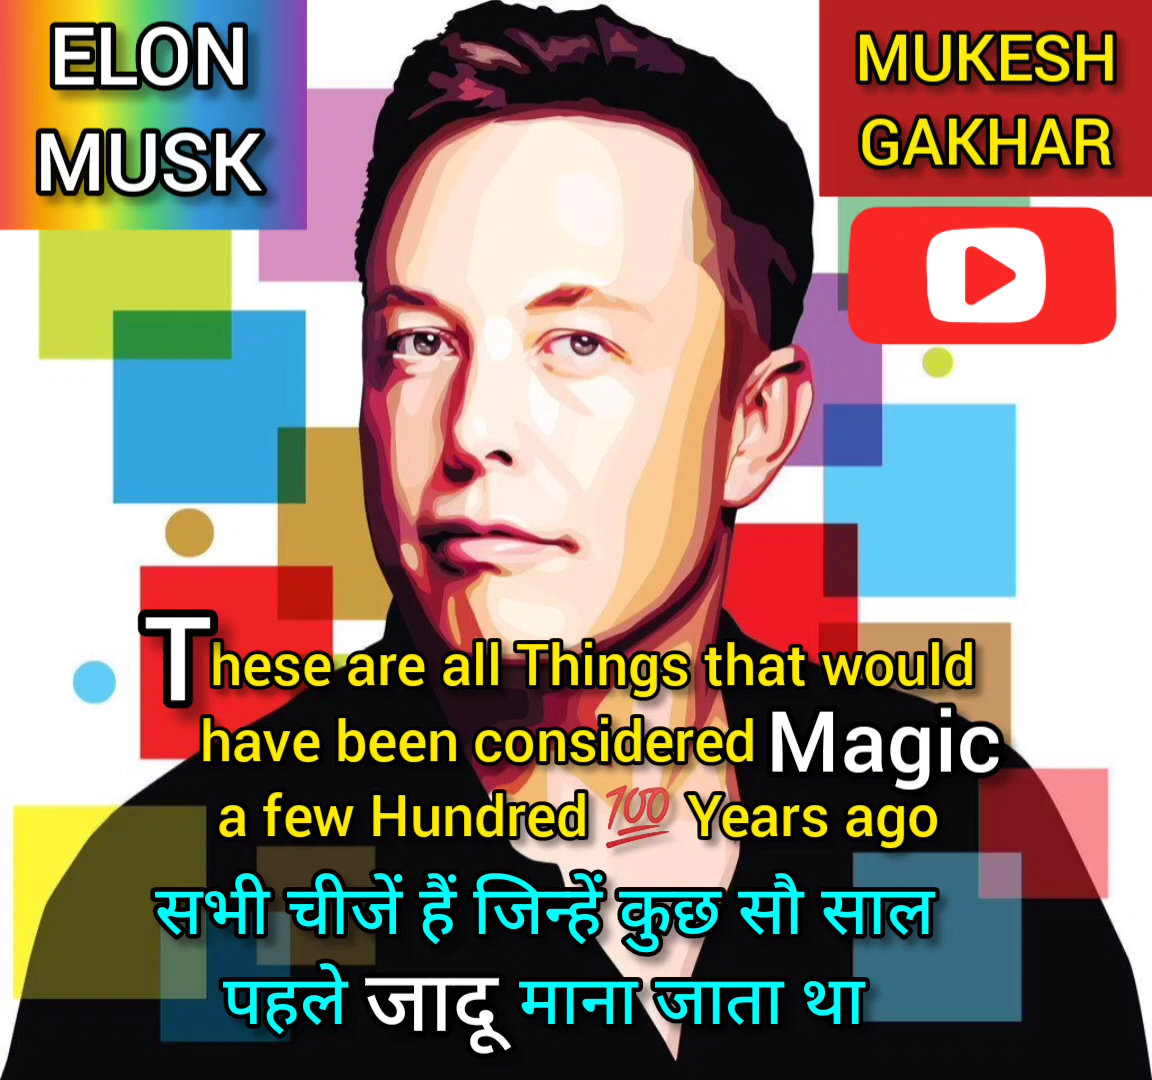 ELON
MUSK
MUKESH
GAKHAR
These are all Things that would
have been considered Magic
a few Hundred 💯 Years ago
सभी चीजें हैं जिन्हें कुछ सौ साल
पहले जादू माना जाता था